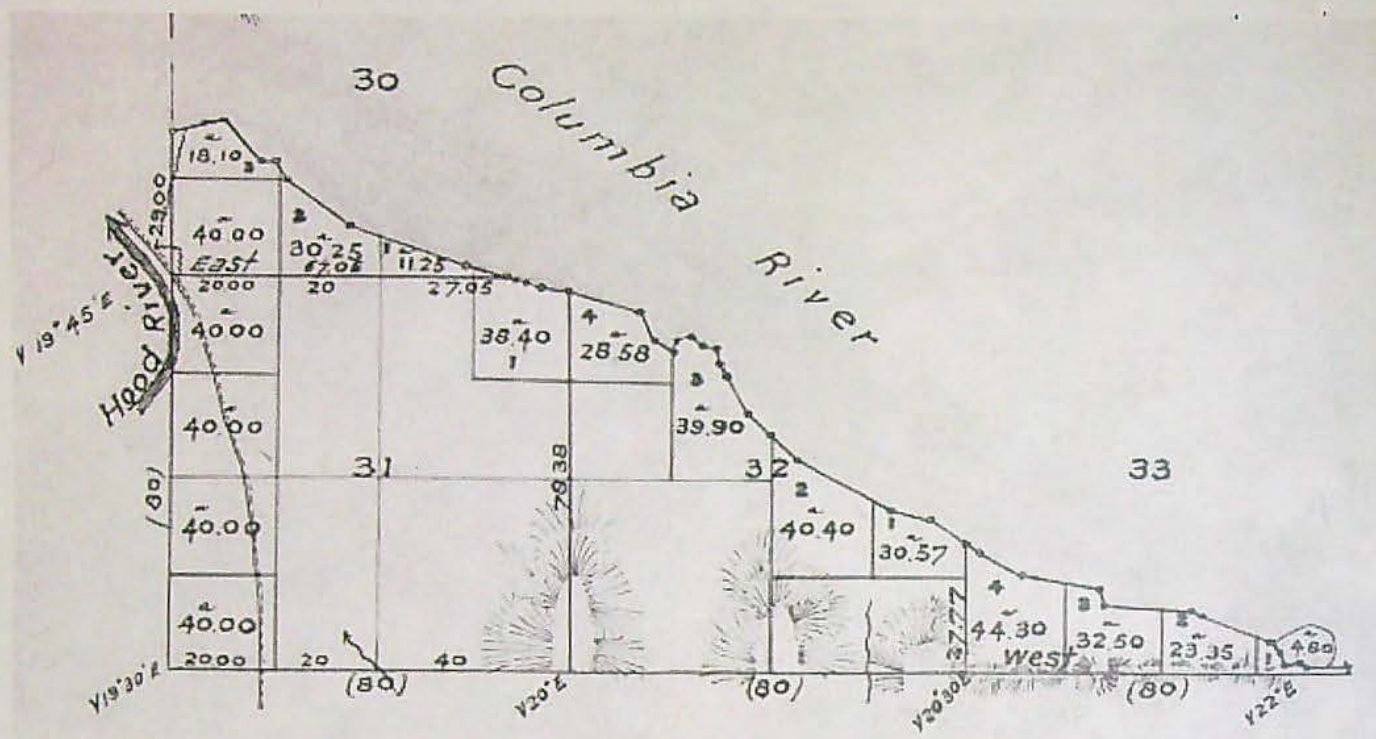 30
Columbia River
a
18.10
3
29.00
40.00
2
a
30.25
1
a
11.25
East
67.05
20.00
20
27.05
Hood River
V 19° 45' E
a
40.00
a
38.40
1
4
a
28.58
3
a
39.90
40.00
(80)
31
78.38
32
33
a
40.00
2
a
40.40
1
a
30.57
a
40.00
37.77
4
a
44.30
3
a
32.50
2
a
23.35
1
a
4.80
West
20.00
20
40
(80)
(80)
(80)
V 19° 30' E
V 20° E
V 20° 30' E
V 22° E